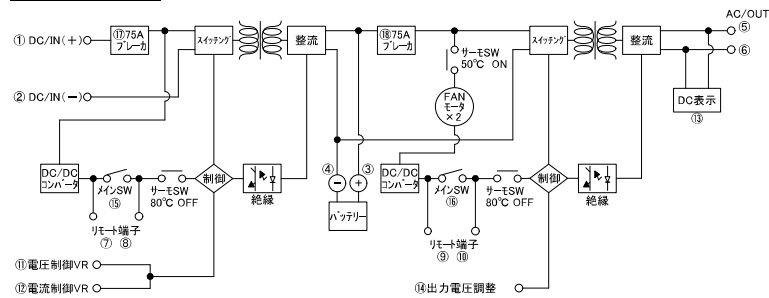 AC/OUT
① DC/IN(+)
⑰75A
ブレーカ
スイッチング
整流
⑱75A
ブレーカ
スイッチング
整流
⑤
⑥
サーモSW
50℃ ON
② DC/IN(−)
FAN
モータ
×2
DC表示
⑬
DC/DC
コンバータ
メインSW
⑮
サーモSW
80℃ OFF
制御
絶縁
④
−
③
+
バッテリー
DC/DC
コンバータ
メインSW
⑯
サーモSW
80℃ OFF
制御
絶縁
リモート端子
⑦ ⑧
リモート端子
⑨ ⑩
⑪電圧制御VR
⑫電流制御VR
⑭出力電圧調整